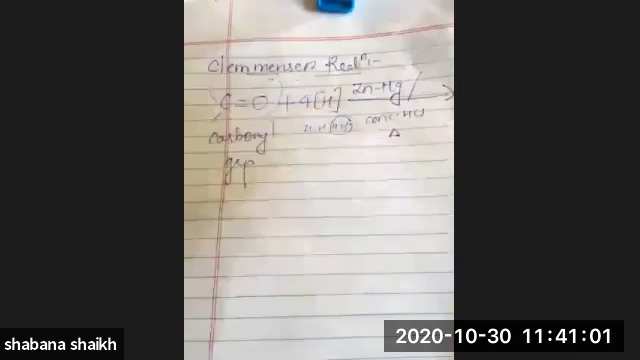 Clemmensen Redⁿ:-
C=O + 4[H] Zn-Hg/
carbonyl conc. HCl
Δ
grp
shabana shaikh
2020-10-30 11:41:01